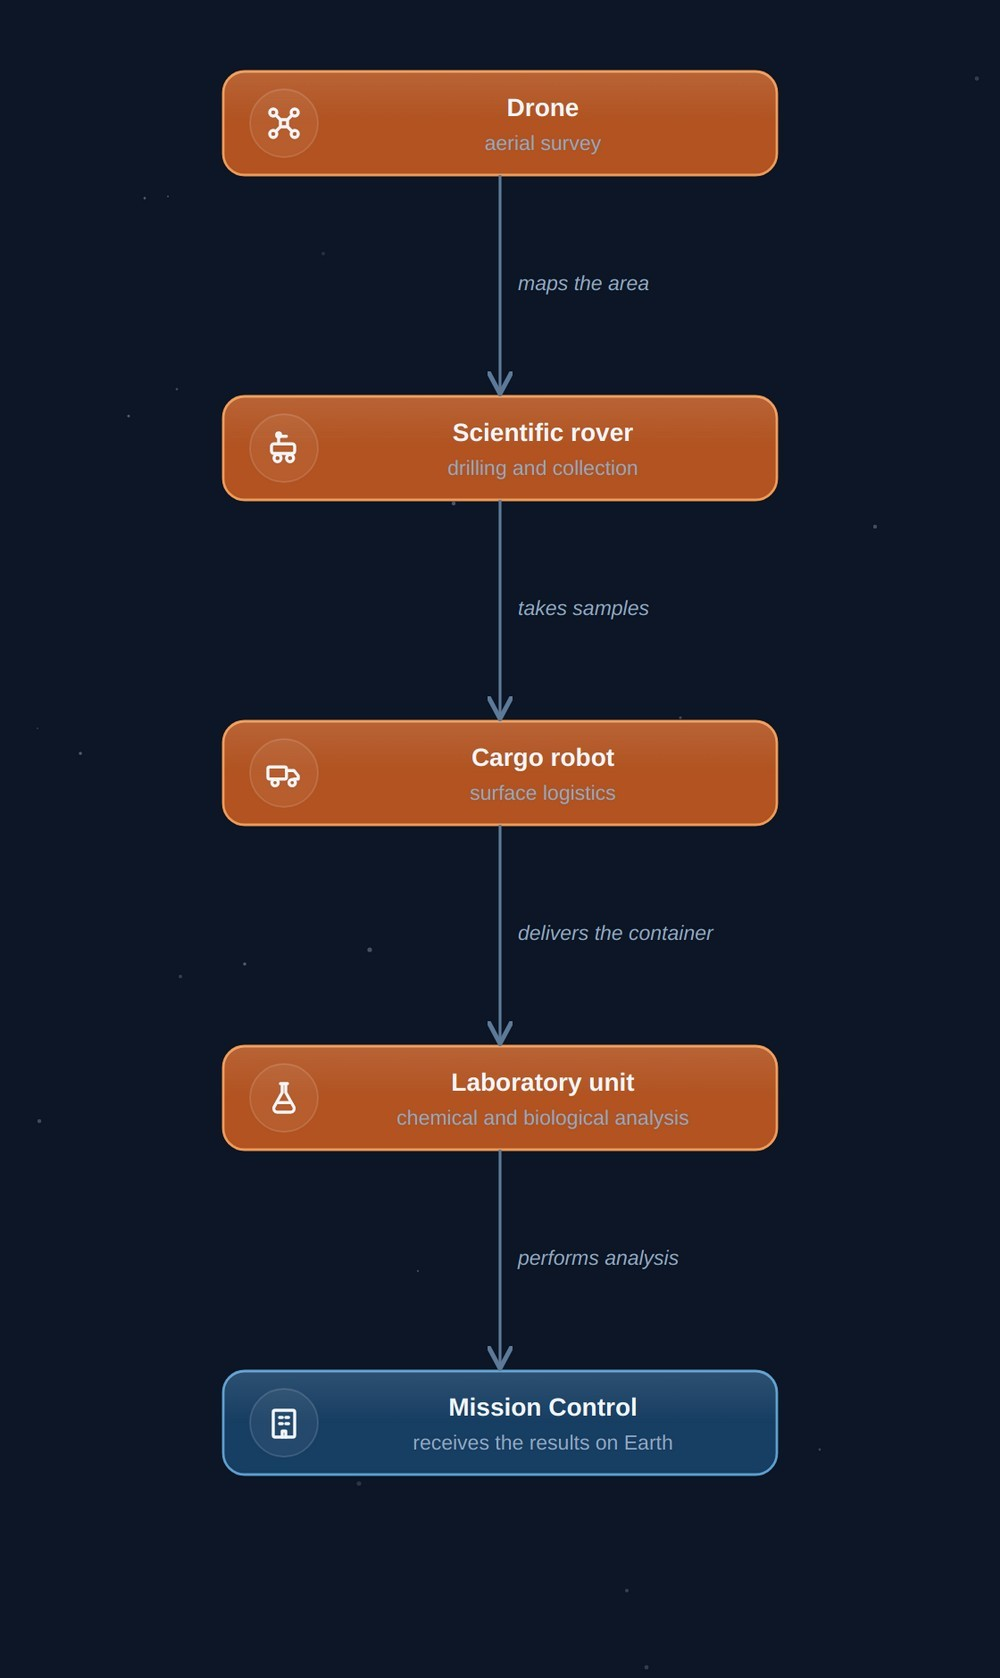 Drone
aerial survey
maps the area
Scientific rover
drilling and collection
takes samples
Cargo robot
surface logistics
delivers the container
Laboratory unit
chemical and biological analysis
performs analysis
Mission Control
receives the results on Earth